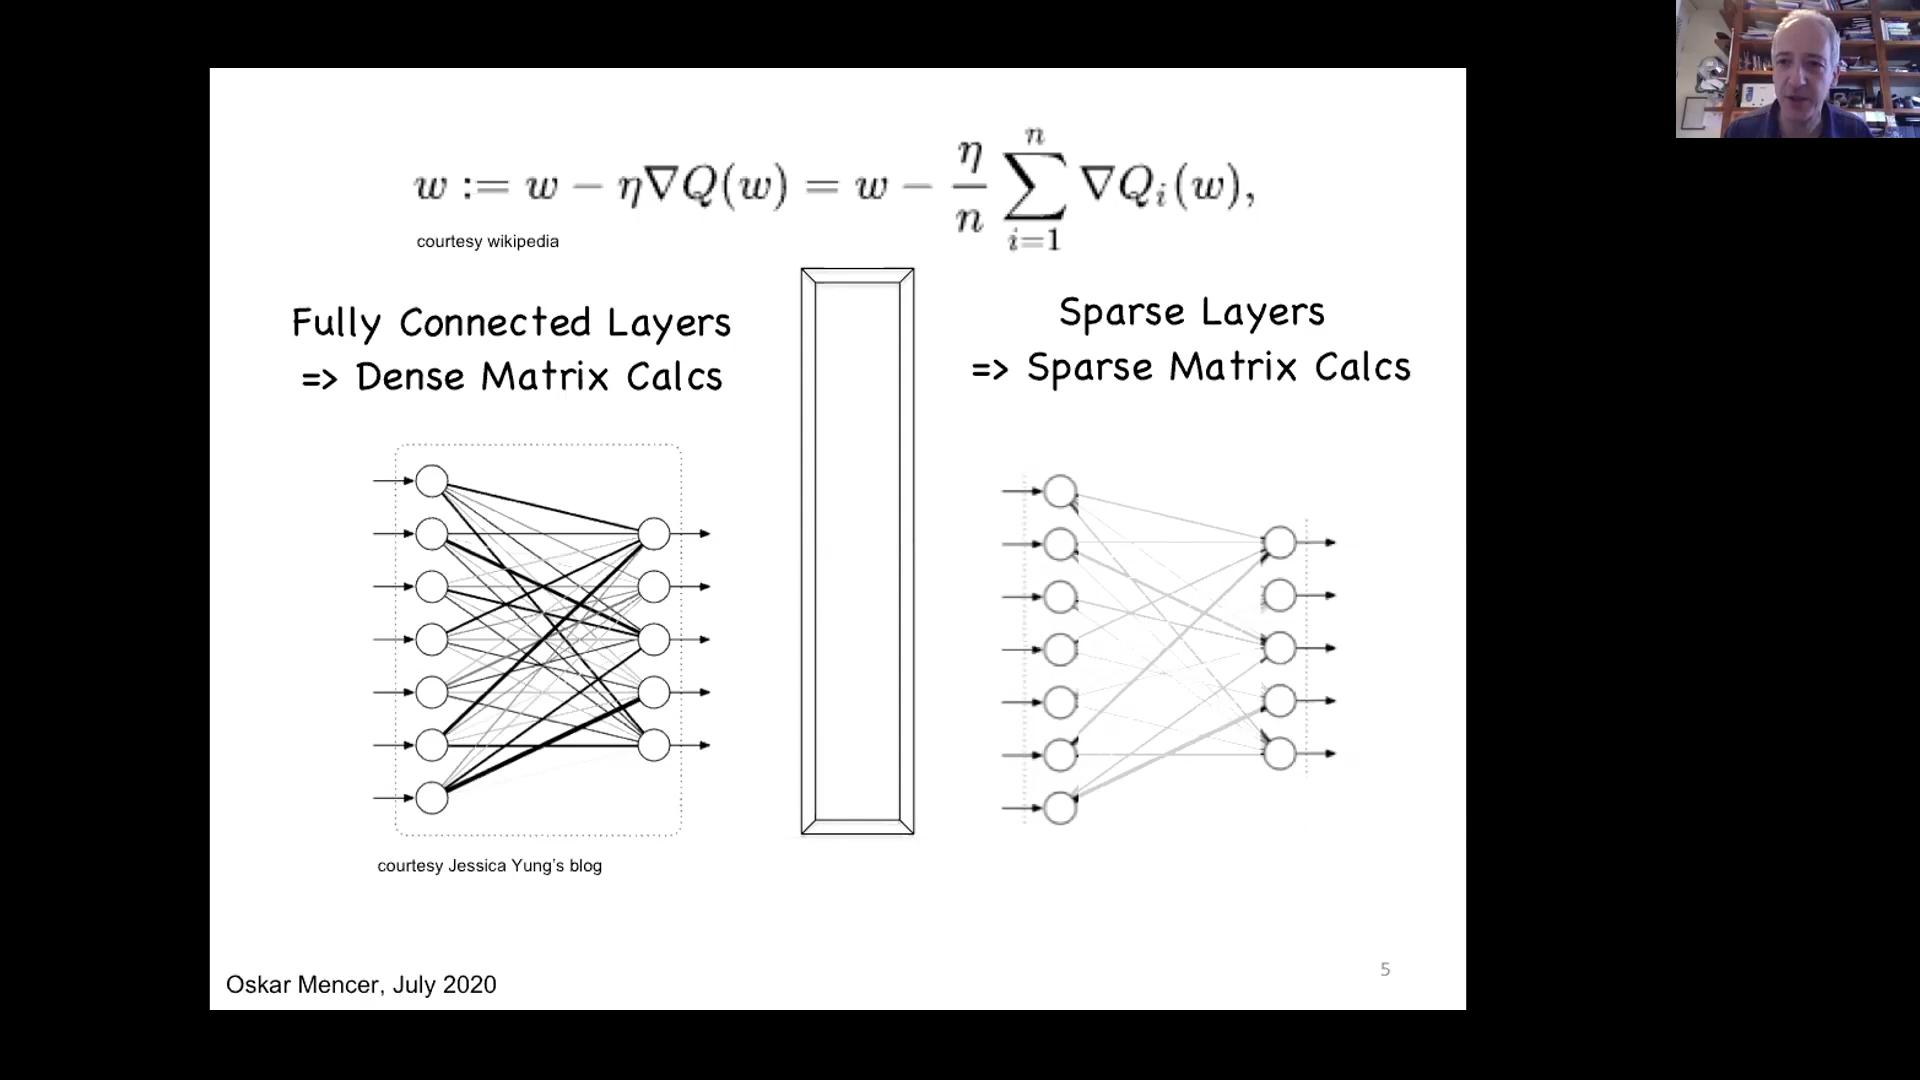 w := w − η∇Q(w) = w − η/n ∑_{i=1}^{n} ∇Q_i(w),
courtesy wikipedia
Fully Connected Layers
=> Dense Matrix Calcs
Sparse Layers
=> Sparse Matrix Calcs
courtesy Jessica Yung's blog
Oskar Mencer, July 2020
5